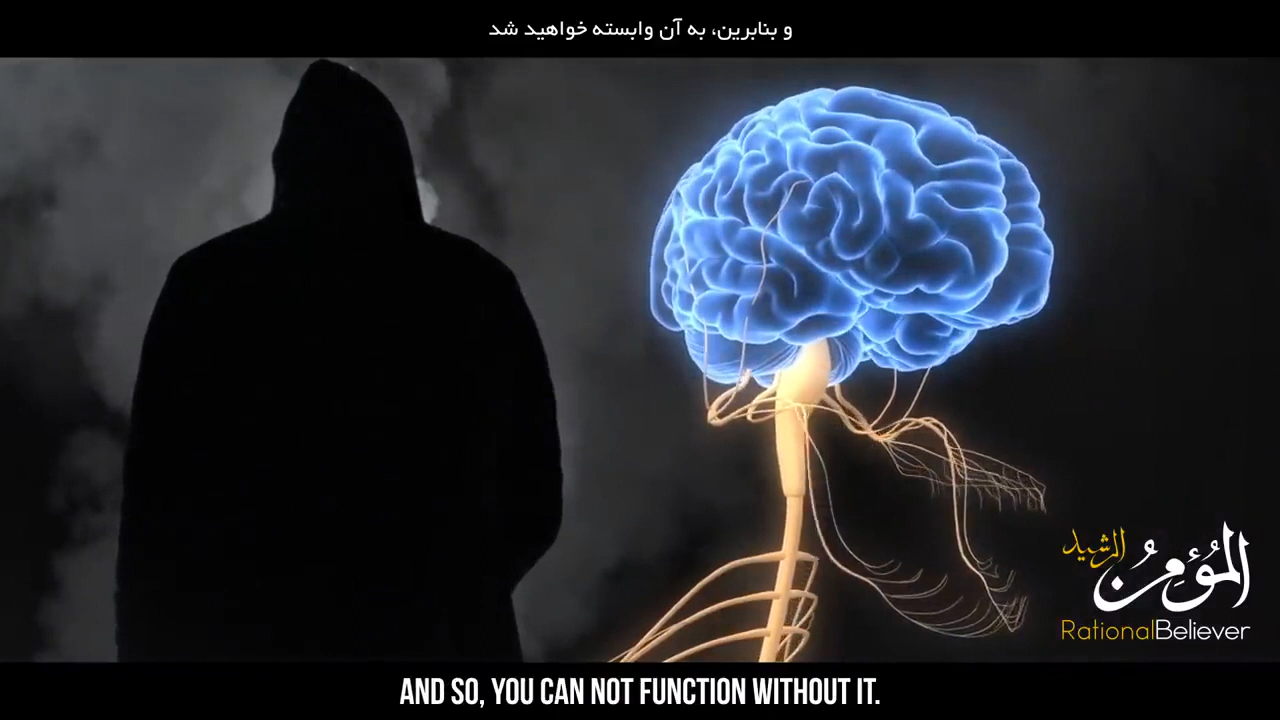 و بنابرین، به آن وابسته خواهید شد
المؤمن الرشيد
RationalBeliever
AND SO, YOU CAN NOT FUNCTION WITHOUT IT.